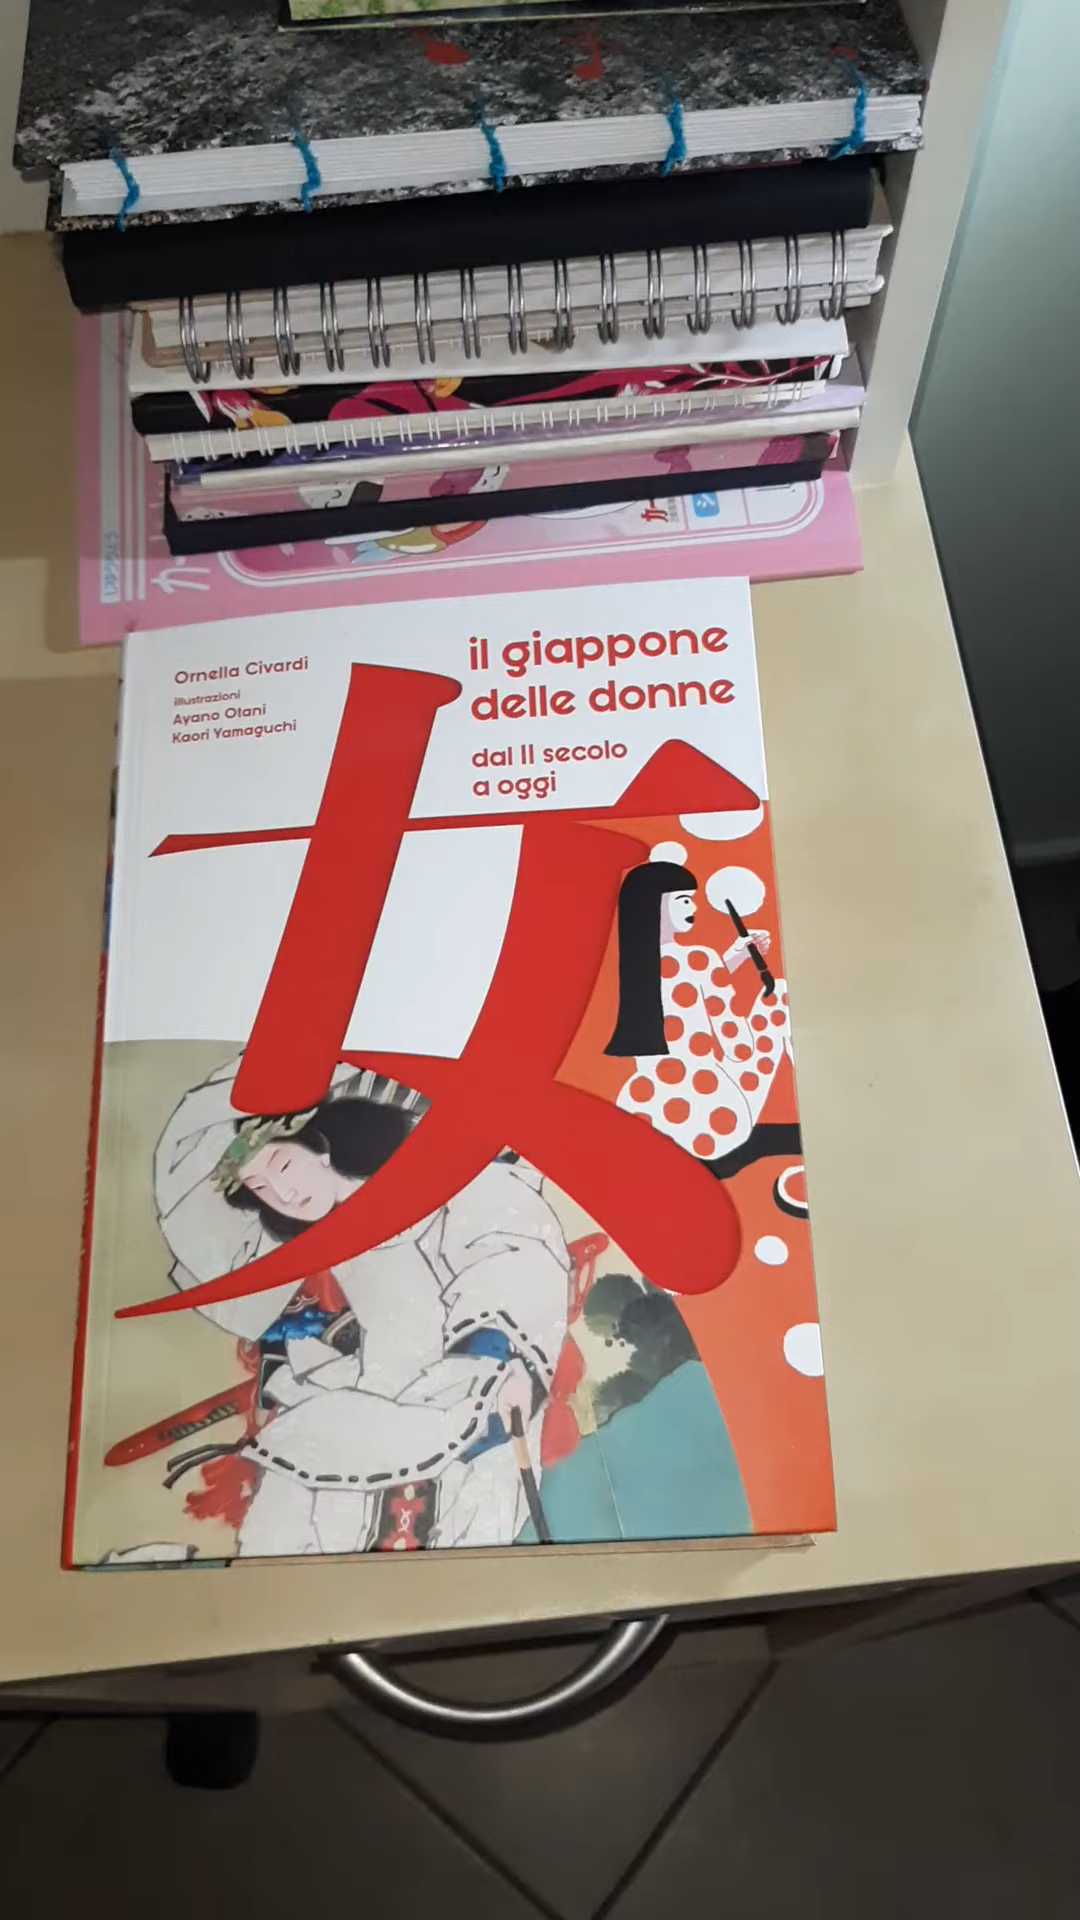 Ornella Civardi
illustrazioni
Ayano Otani
Kaori Yamaguchi
il giappone
delle donne
dal II secolo
a oggi
女